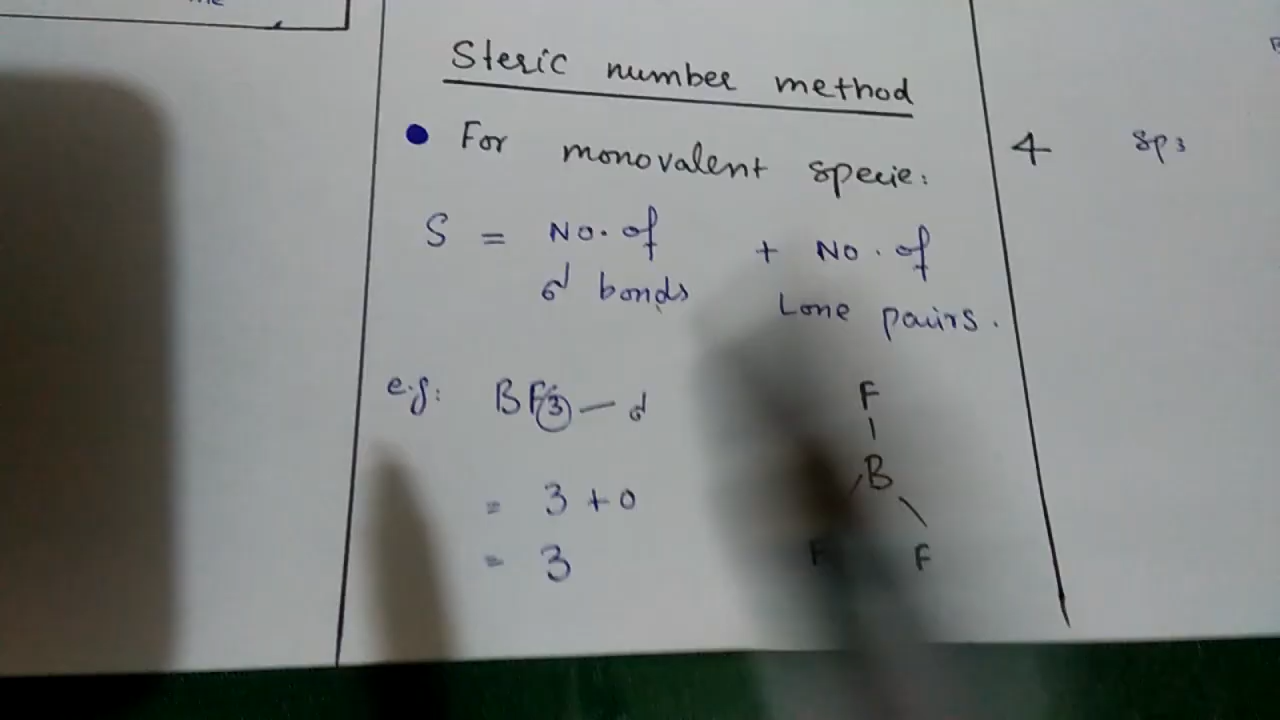 Steric number method
• For monovalent specie:
S = No. of + No. of
σ bonds Lone pairs.
e.g: BF3 — σ
= 3 + 0
= 3
F
B
F F
4 sp3